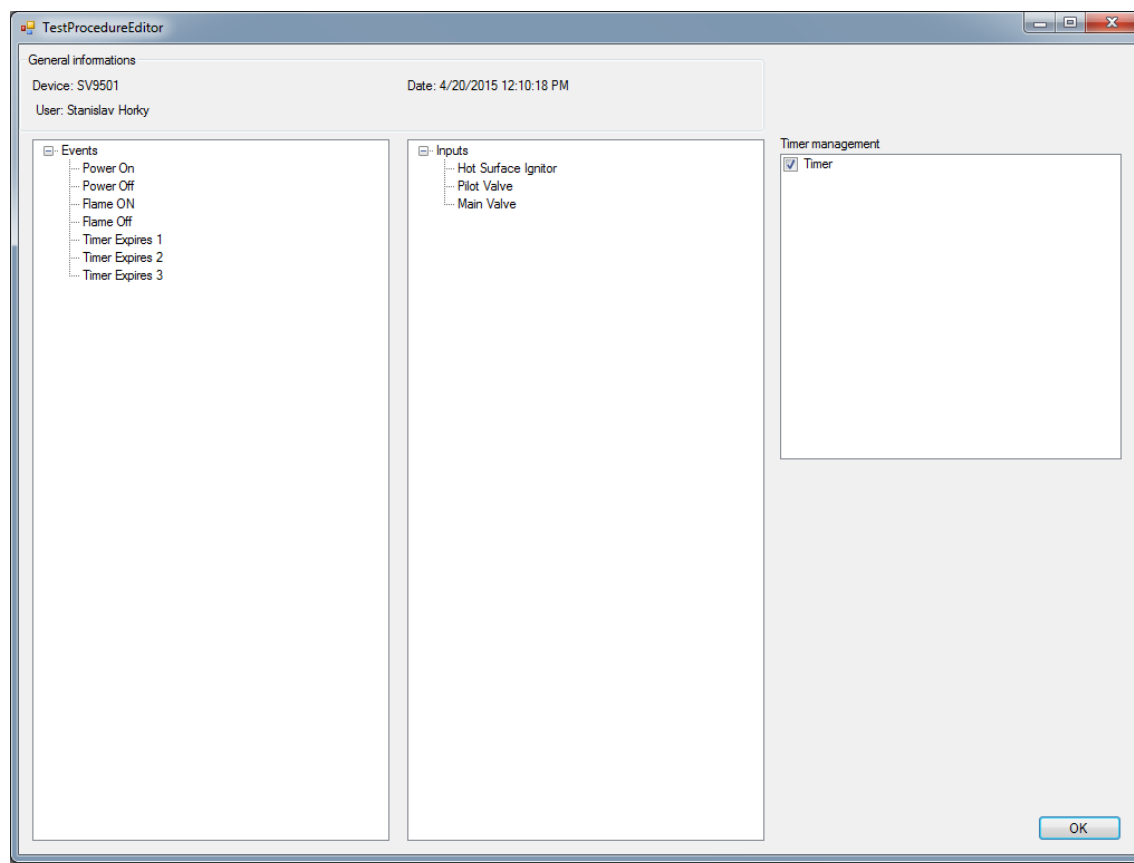 TestProcedureEditor
General informations
Device: SV9501
Date: 4/20/2015 12:10:18 PM
User: Stanislav Horky
Events
Power On
Power Off
Flame ON
Flame Off
Timer Expires 1
Timer Expires 2
Timer Expires 3
Inputs
Hot Surface Ignitor
Pilot Valve
Main Valve
Timer management
Timer
OK